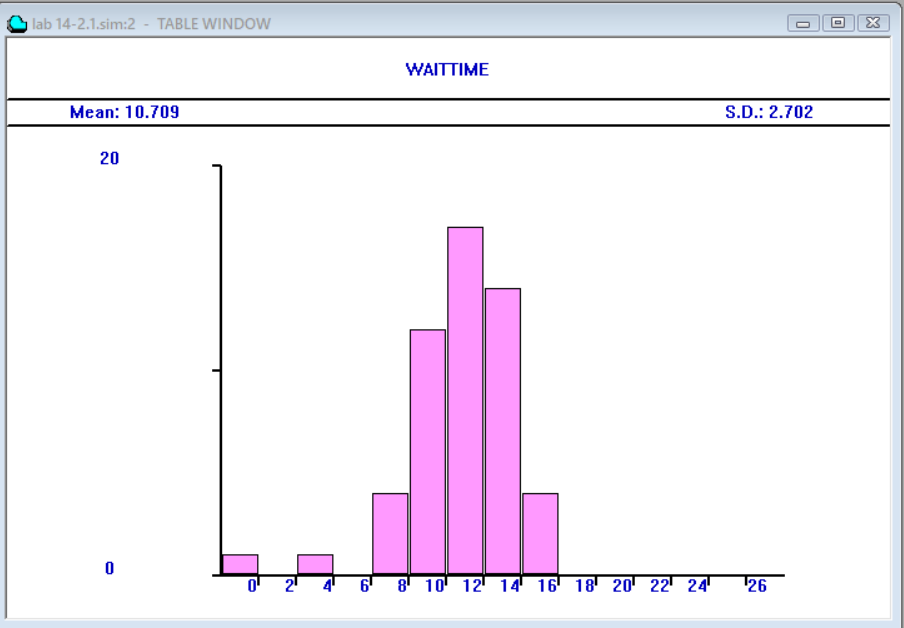 lab 14-2.1.sim:2 - TABLE WINDOW
WAITTIME
Mean: 10.709 S.D.: 2.702
20
0
0 2 4 6 8 10 12 14 16 18 20 22 24 26